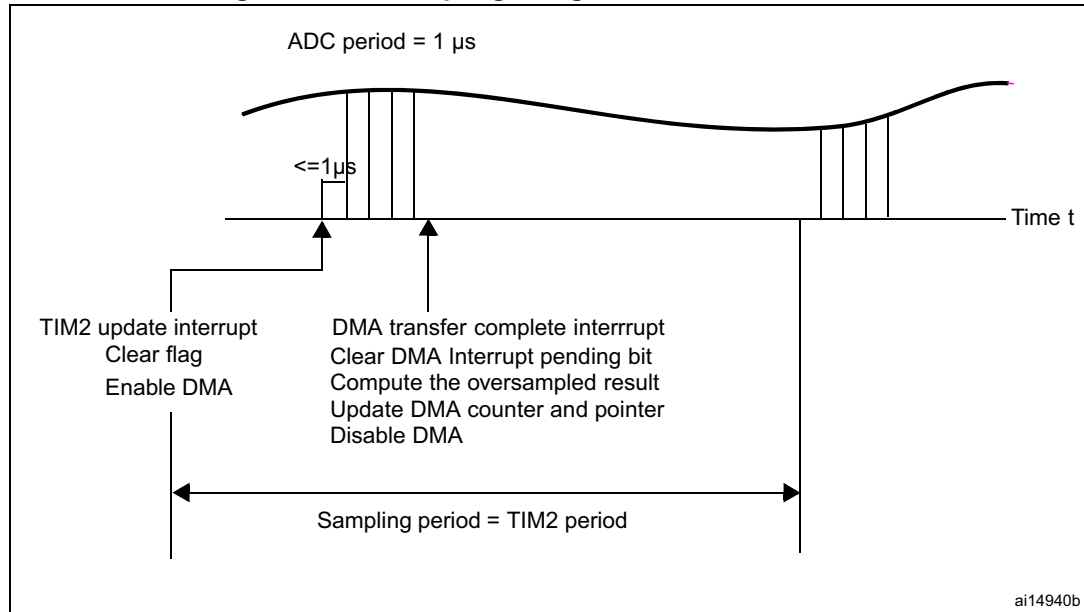 ADC period = 1 µs
<=1µs
Time t
TIM2 update interrupt
Clear flag
Enable DMA
DMA transfer complete interrrupt
Clear DMA Interrupt pending bit
Compute the oversampled result
Update DMA counter and pointer
Disable DMA
Sampling period = TIM2 period
ai14940b